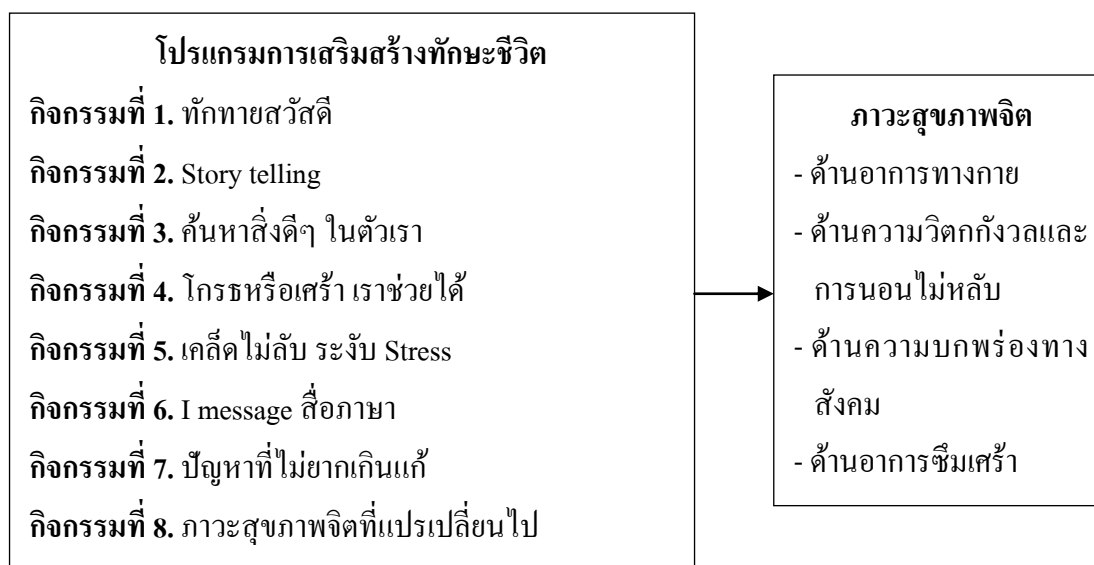 โปรแกรมการเสริมสร้างทักษะชีวิต
กิจกรรมที่ 1. ทักทายสวัสดี
กิจกรรมที่ 2. Story telling
กิจกรรมที่ 3. ค้นหาสิ่งดีๆ ในตัวเรา
กิจกรรมที่ 4. โกรธหรือเศร้า เราช่วยได้
กิจกรรมที่ 5. เคล็ดไม่ลับ ระงับ Stress
กิจกรรมที่ 6. I message สื่อภาษา
กิจกรรมที่ 7. ปัญหาที่ไม่ยากเกินแก้
กิจกรรมที่ 8. ภาวะสุขภาพจิตที่แปรเปลี่ยนไป
ภาวะสุขภาพจิต
- ด้านอาการทางกาย
- ด้านความวิตกกังวลและ
การนอนไม่หลับ
- ด้านความบกพร่องทาง
สังคม
- ด้านอาการซึมเศร้า